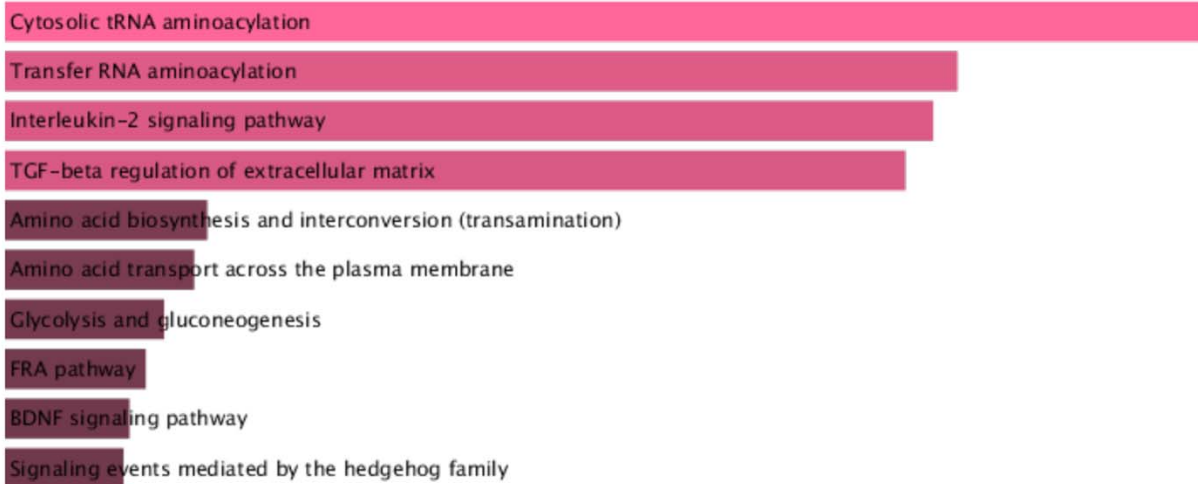 Cytosolic tRNA aminoacylation
Transfer RNA aminoacylation
Interleukin-2 signaling pathway
TGF-beta regulation of extracellular matrix
Amino acid biosynthesis and interconversion (transamination)
Amino acid transport across the plasma membrane
Glycolysis and gluconeogenesis
FRA pathway
BDNF signaling pathway
Signaling events mediated by the hedgehog family